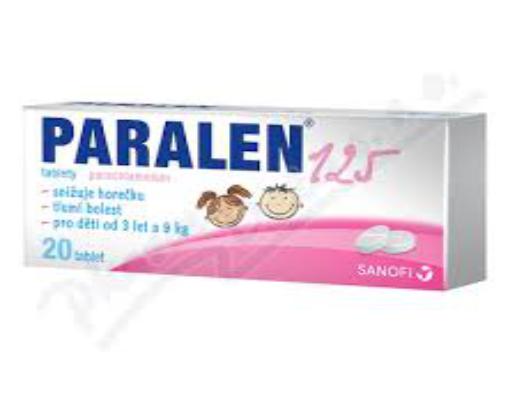 PARALEN® 125
tablety paracetamolum
– snižuje horečku
– tlumí bolest
– pro děti od 3 let a 9 kg
20 tablet
SANOFI